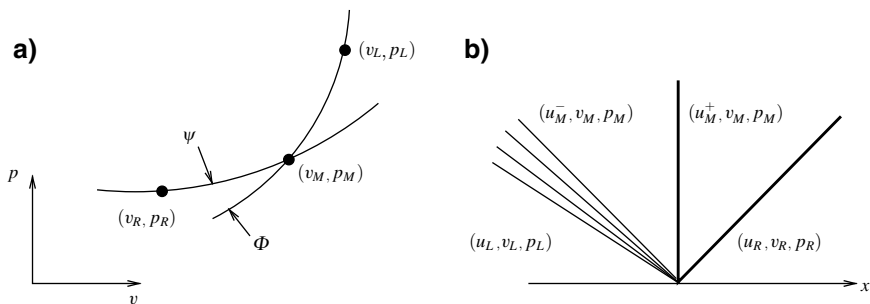 a)
(v_L, p_L)
ψ
(v_M, p_M)
p
(v_R, p_R)
Φ
v
b)
(u_M^-, v_M, p_M)
(u_M^+, v_M, p_M)
(u_L, v_L, p_L)
(u_R, v_R, p_R)
x